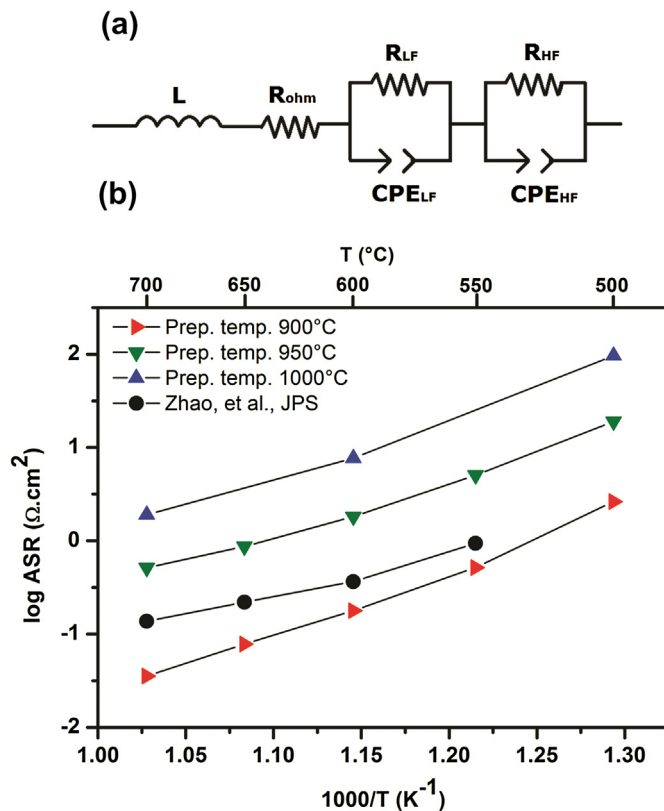 (a)
L
Rohm
RLF
RHF
CPELF
CPEHF
(b)
T (°C)
700 650 600 550 500
Prep. temp. 900°C
Prep. temp. 950°C
Prep. temp. 1000°C
Zhao, et al., JPS
2
1
0
-1
-2
log ASR (Ω.cm²)
1.00 1.05 1.10 1.15 1.20 1.25 1.30
1000/T (K⁻¹)